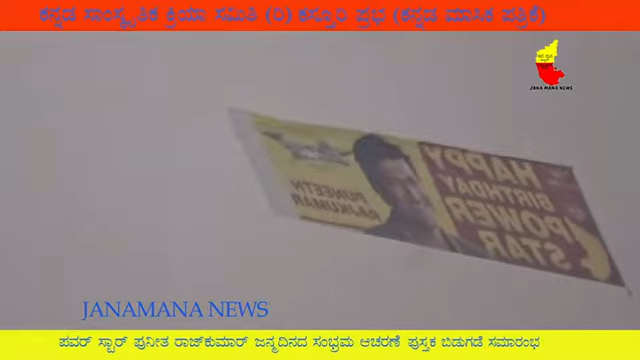 ಕನ್ನಡ ಸಾಂಸ್ಕೃತಿಕ ಕ್ರಿಯಾ ಸಮಿತಿ (ರಿ) ಕಸ್ತೂರಿ ಪ್ರಭ (ಕನ್ನಡ ಮಾಸಿಕ ಪತ್ರಿಕೆ)
JANA MANA NEWS
HAPPY
BIRTHDAY
POWER
STAR
PUNEETH
RAJKUMAR
JANAMANA NEWS
ಪವರ್ ಸ್ಟಾರ್ ಪುನೀತ ರಾಜ್‌ಕುಮಾರ್ ಜನ್ಮದಿನದ ಸಂಭ್ರಮ ಆಚರಣೆ ಪುಸ್ತಕ ಬಿಡುಗಡೆ ಸಮಾರಂಭ